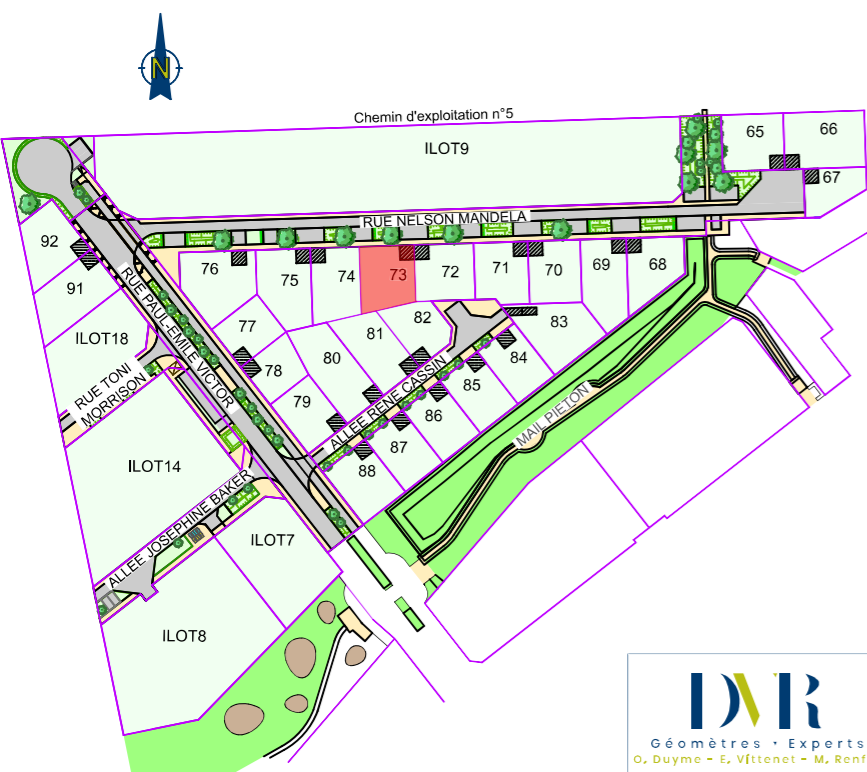 N
Chemin d'exploitation n°5
ILOT9
65
66
67
RUE NELSON MANDELA
92
91
76
75
74
73
72
71
70
69
68
RUE PAUL-EMILE VICTOR
77
78
79
80
81
82
83
84
85
86
87
88
ILOT18
RUE TONI
MORRISON
ALLEE RENE CASSIN
MAIL PIETON
ILOT14
ALLEE JOSEPHINE BAKER
ILOT7
ILOT8
DVR
Géomètres • Experts
O. Duyme - E. Vittenet - M. Renf